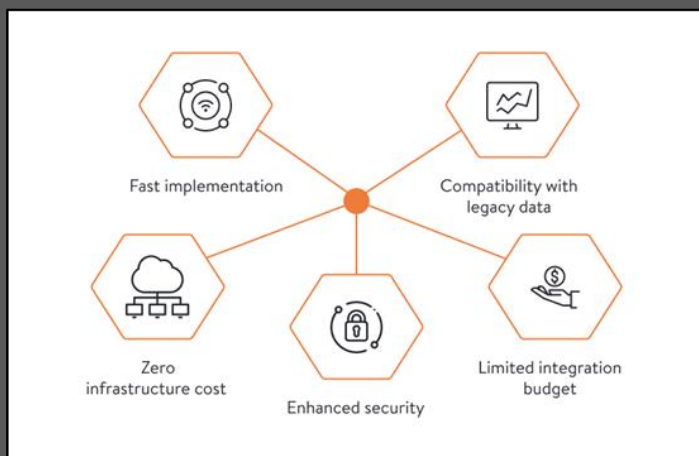 Fast implementation
Compatibility with
legacy data
Zero
infrastructure cost
Enhanced security
Limited integration
budget
$